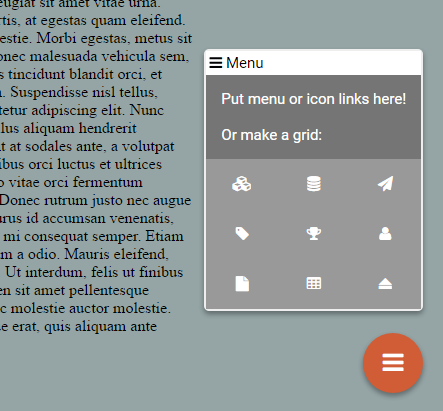 feugiat sit amet vitae urna.
rtis, at egestas quam eleifend.
estie. Morbi egestas, metus sit
onec malesuada vehicula sem,
s tincidunt blandit orci, et
. Suspendisse nisl tellus,
tetur adipiscing elit. Nunc
llus aliquam hendrerit
t at sodales ante, a volutpat
ibus orci luctus et ultrices
o vitae orci fermentum
Donec rutrum justo nec augue
urus id accumsan venenatis,
mi consequat semper. Etiam
m a odio. Mauris eleifend,
Ut interdum, felis ut finibus
en sit amet pellentesque
c molestie auctor molestie.
e erat, quis aliquam ante
Menu
Put menu or icon links here!
Or make a grid: